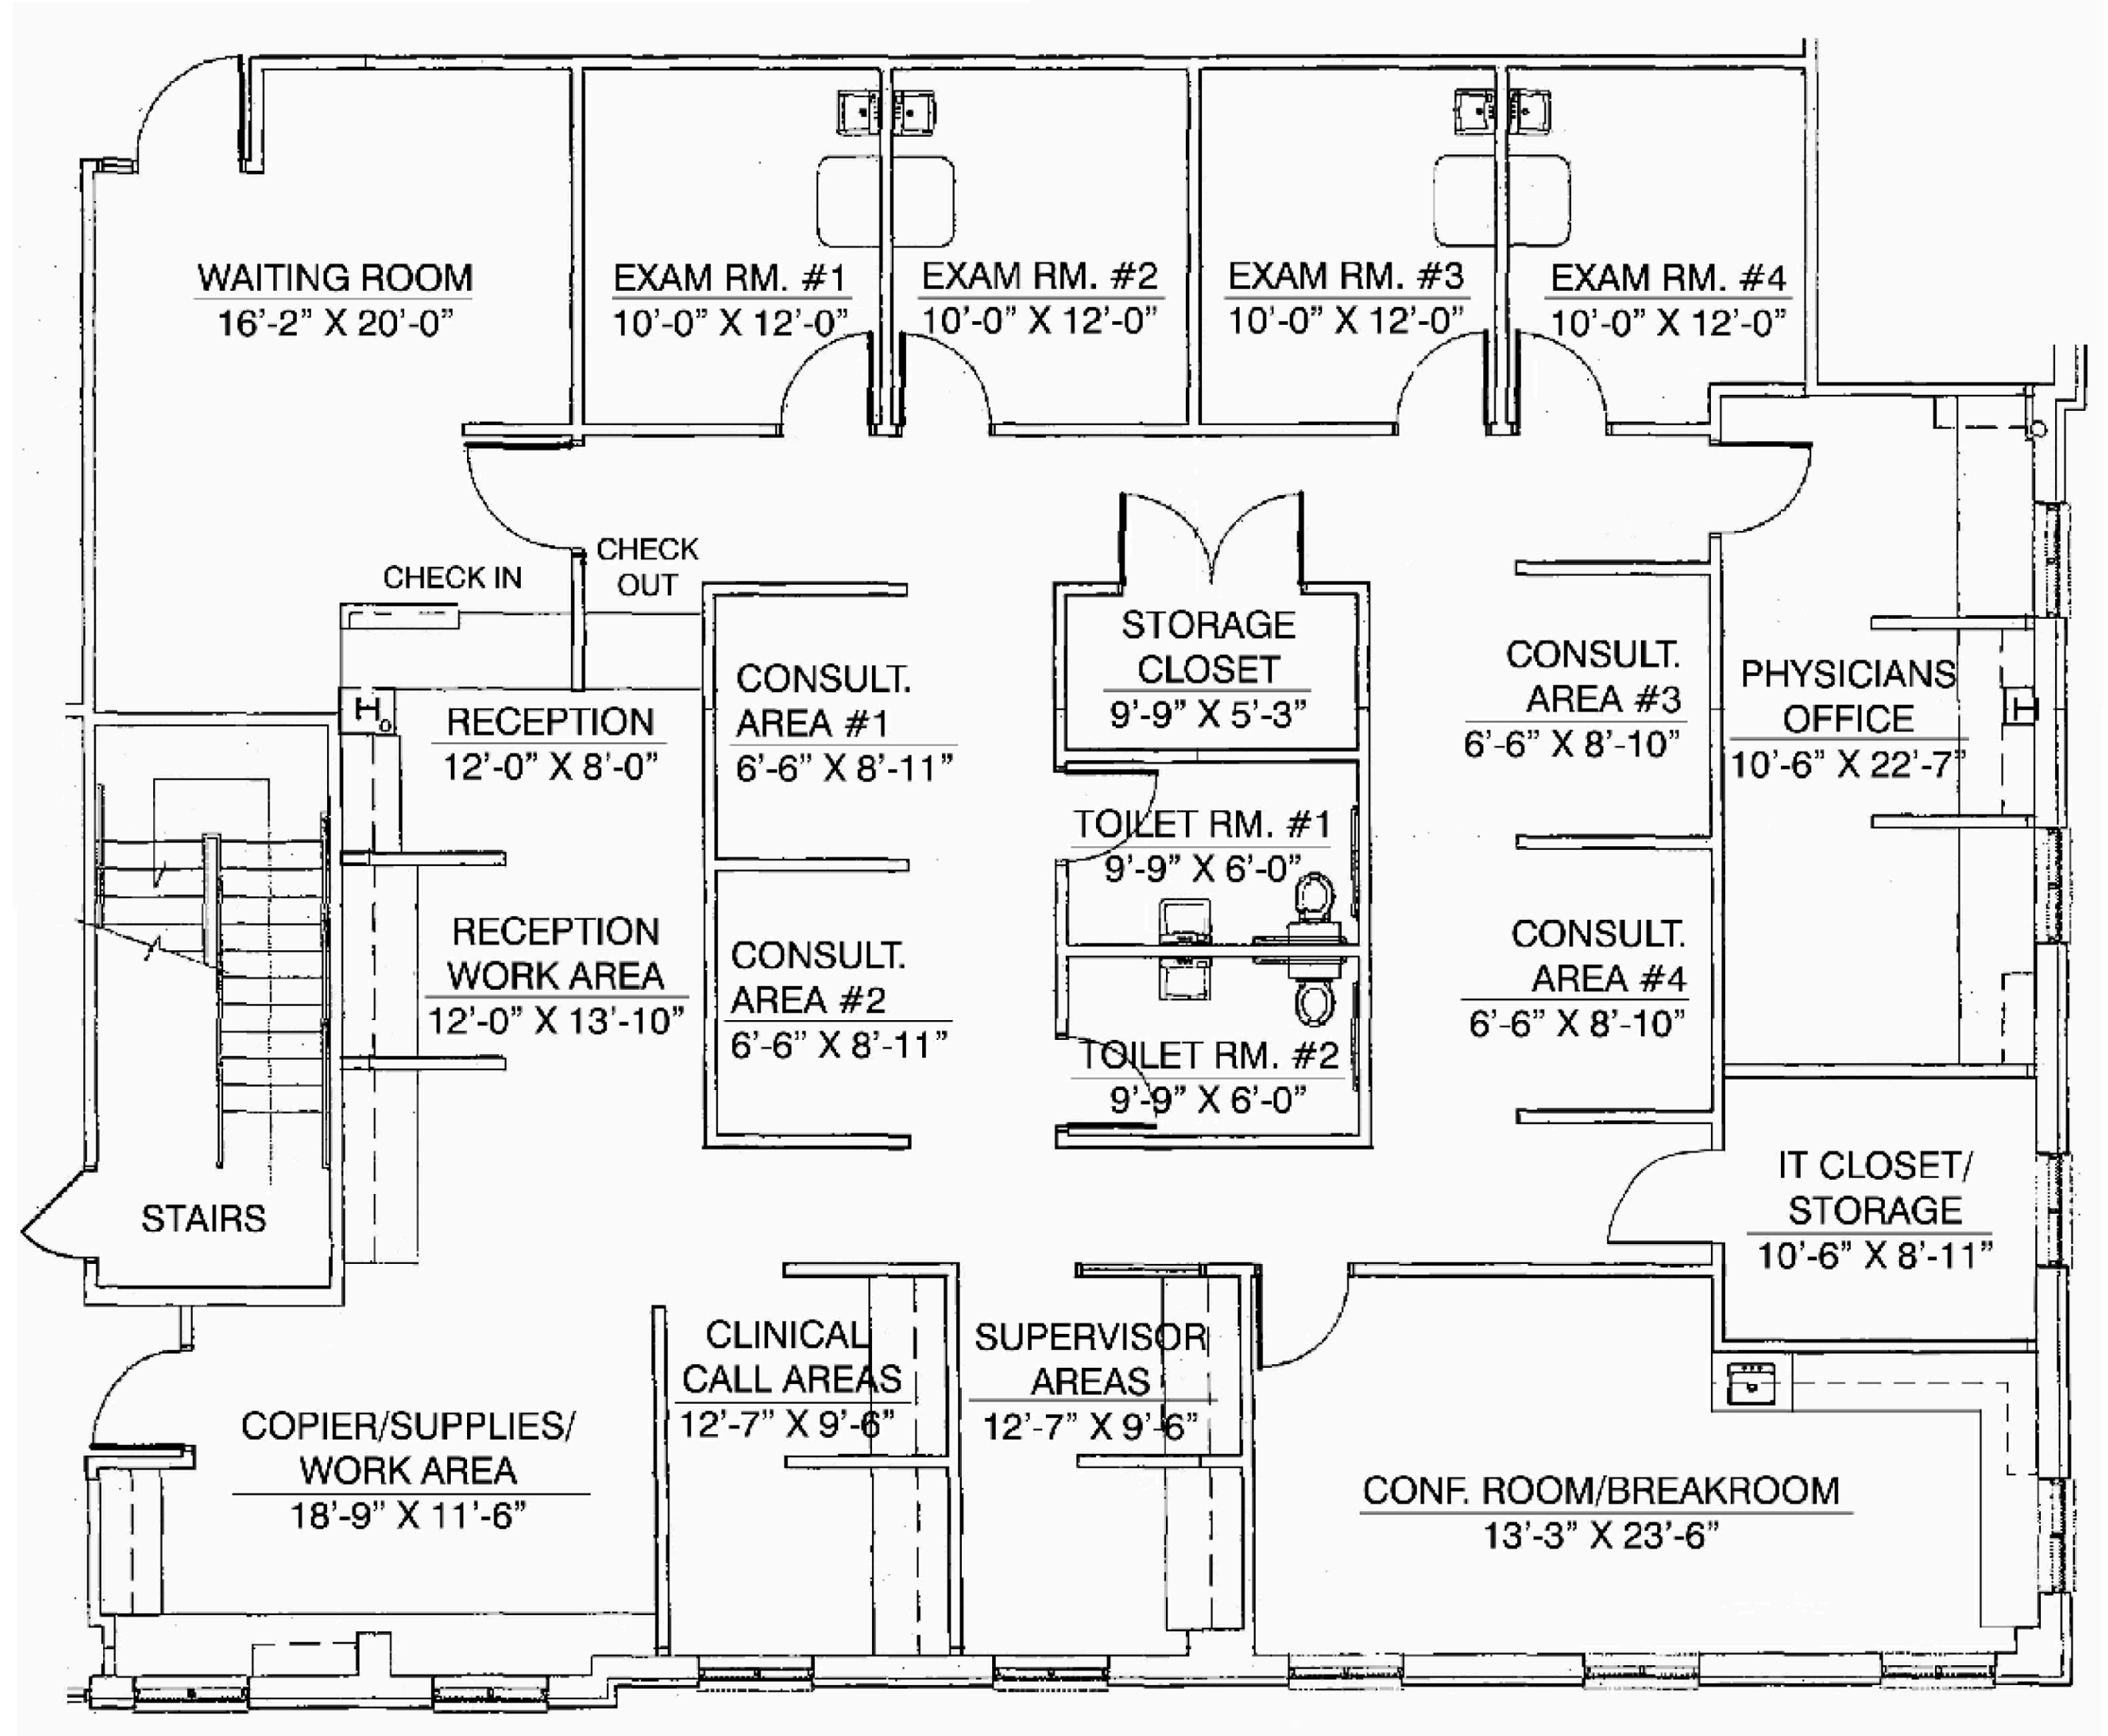 WAITING ROOM
16'-2" X 20'-0"
EXAM RM. #1
10'-0" X 12'-0"
EXAM RM. #2
10'-0" X 12'-0"
EXAM RM. #3
10'-0" X 12'-0"
EXAM RM. #4
10'-0" X 12'-0"
CHECK IN
CHECK
OUT
RECEPTION
12'-0" X 8'-0"
CONSULT.
AREA #1
6'-6" X 8'-11"
STORAGE
CLOSET
9'-9" X 5'-3"
CONSULT.
AREA #3
6'-6" X 8'-10"
PHYSICIANS
OFFICE
10'-6" X 22'-7"
TOILET RM. #1
9'-9" X 6'-0"
RECEPTION
WORK AREA
12'-0" X 13'-10"
CONSULT.
AREA #2
6'-6" X 8'-11"
TOILET RM. #2
9'-9" X 6'-0"
CONSULT.
AREA #4
6'-6" X 8'-10"
STAIRS
IT CLOSET/
STORAGE
10'-6" X 8'-11"
COPIER/SUPPLIES/
WORK AREA
18'-9" X 11'-6"
CLINICAL
CALL AREAS
12'-7" X 9'-6"
SUPERVISOR
AREAS
12'-7" X 9'-6"
CONF. ROOM/BREAKROOM
13'-3" X 23'-6"